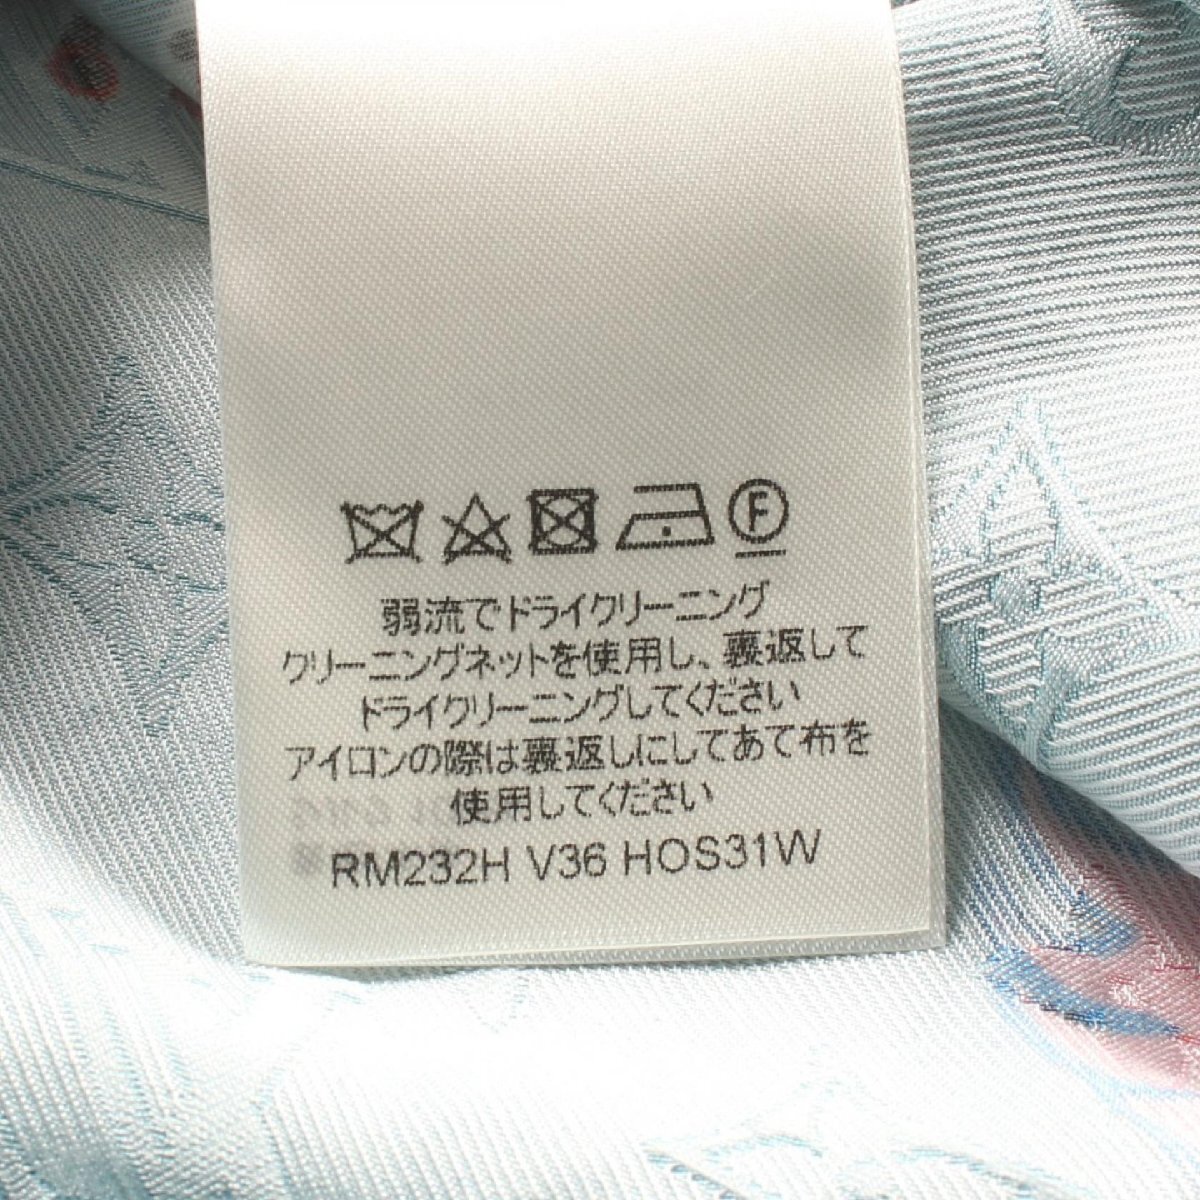 F
弱流でドライクリーニング
クリーニングネットを使用し、裏返して
ドライクリーニングしてください
アイロンの際は裏返しにしてあて布を
使用してください
RM232H V36 HOS31W